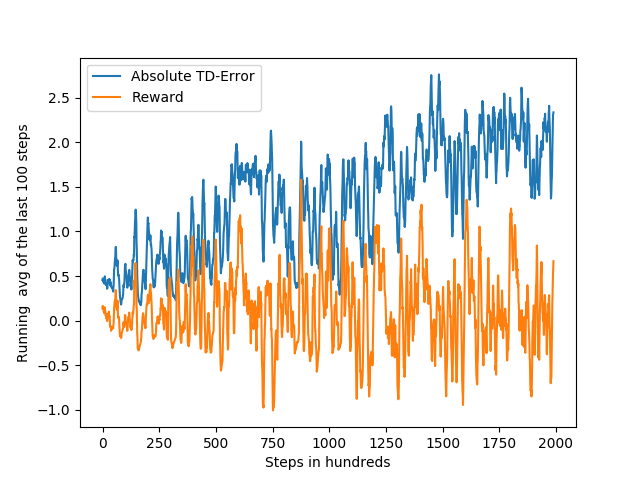 Absolute TD-Error
Reward
Running  avg of the last 100 steps
2.5
2.0
1.5
1.0
0.5
0.0
−0.5
−1.0
0 250 500 750 1000 1250 1500 1750 2000
Steps in hundreds